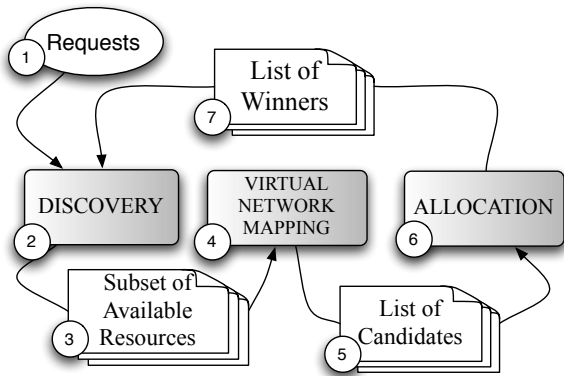 1
Requests
7
List of
Winners
2
DISCOVERY
4
VIRTUAL
NETWORK
MAPPING
6
ALLOCATION
3
Subset of
Available
Resources
5
List of
Candidates